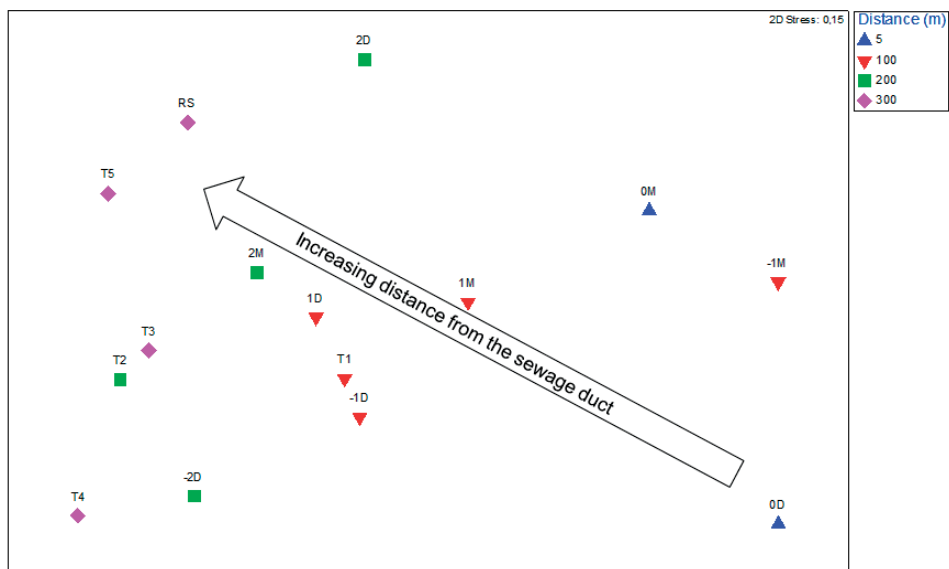 2D Stress: 0,15
Distance (m)
5
100
200
300
2D
RS
T5
0M
2M
-1M
1M
1D
T3
T2
T1
-1D
-2D
T4
0D
Increasing distance from the sewage duct